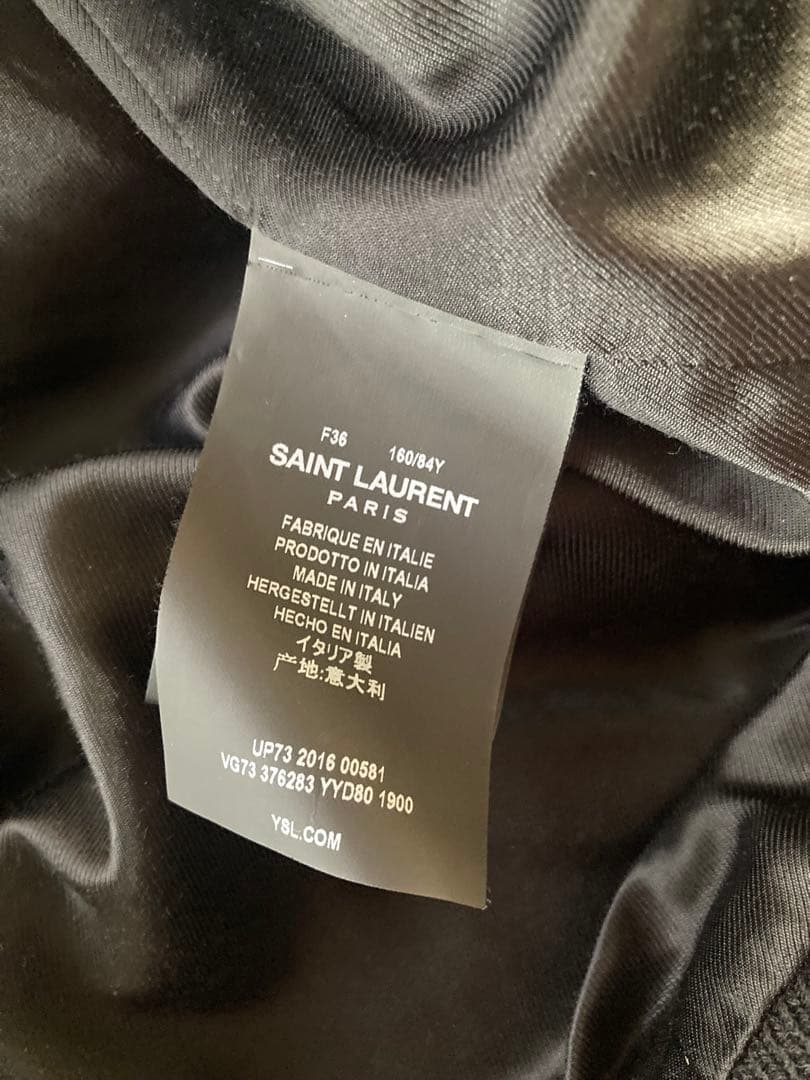 F36 160/84Y
SAINT LAURENT
PARIS
FABRIQUE EN ITALIE
PRODOTTO IN ITALIA
MADE IN ITALY
HERGESTELLT IN ITALIEN
HECHO EN ITALIA
イタリア製
产地:意大利
UP73 2016 00581
VG73 376283 YYD80 1900
YSL.COM